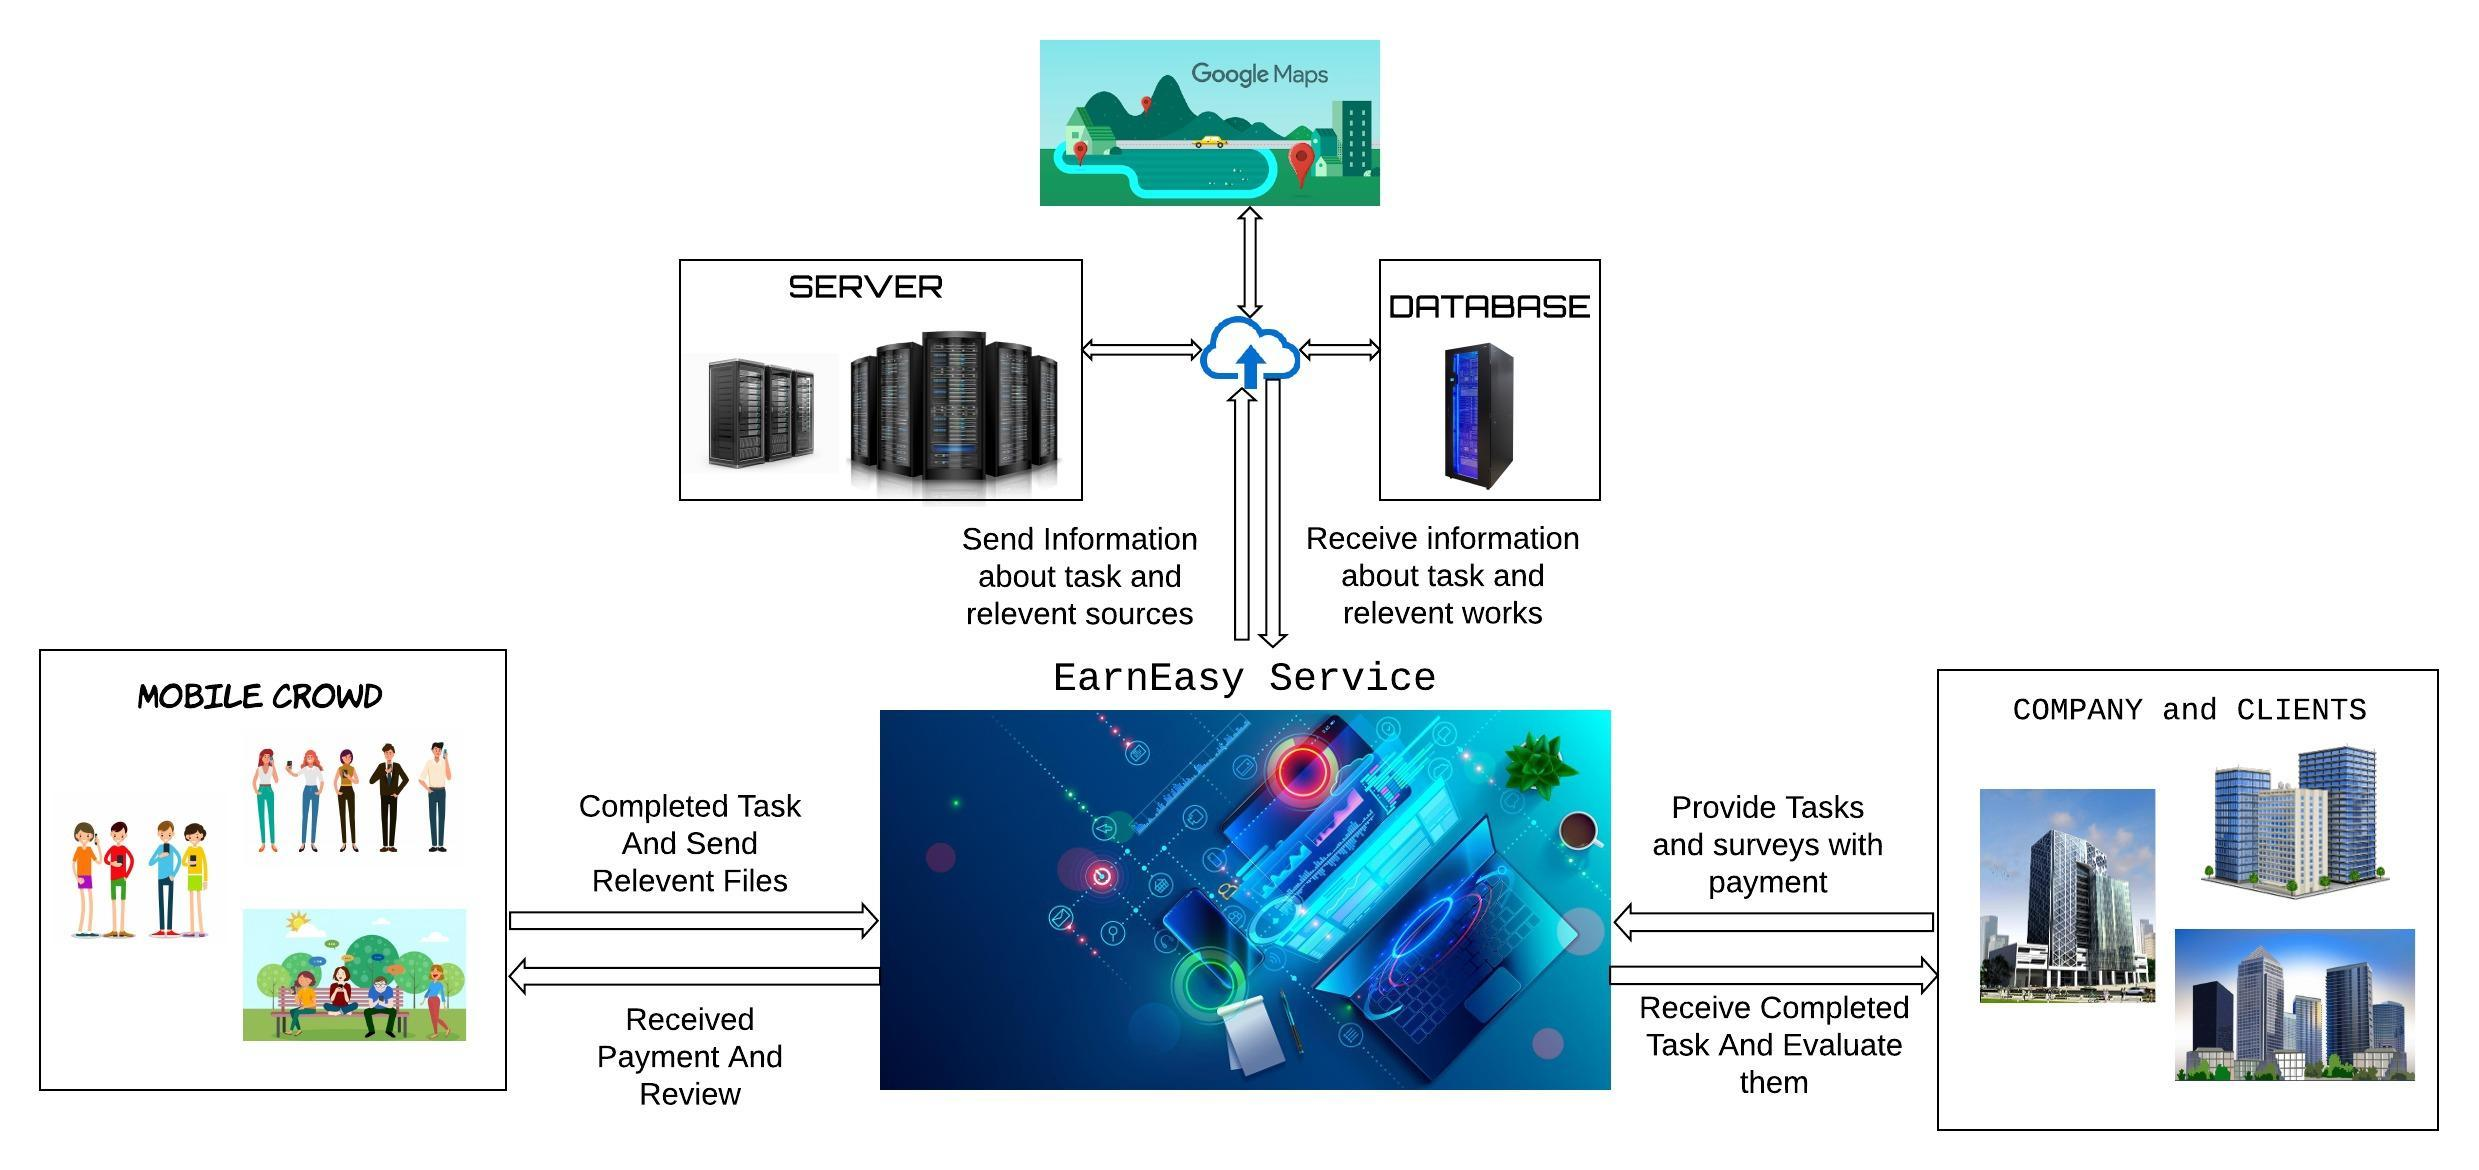 Google Maps
SERVER
DATABASE
Send Information
about task and
relevent sources
Receive information
about task and
relevent works
EarnEasy Service
MOBILE CROWD
COMPANY and CLIENTS
Completed Task
And Send
Relevent Files
Provide Tasks
and surveys with
payment
Received
Payment And
Review
Receive Completed
Task And Evaluate
them